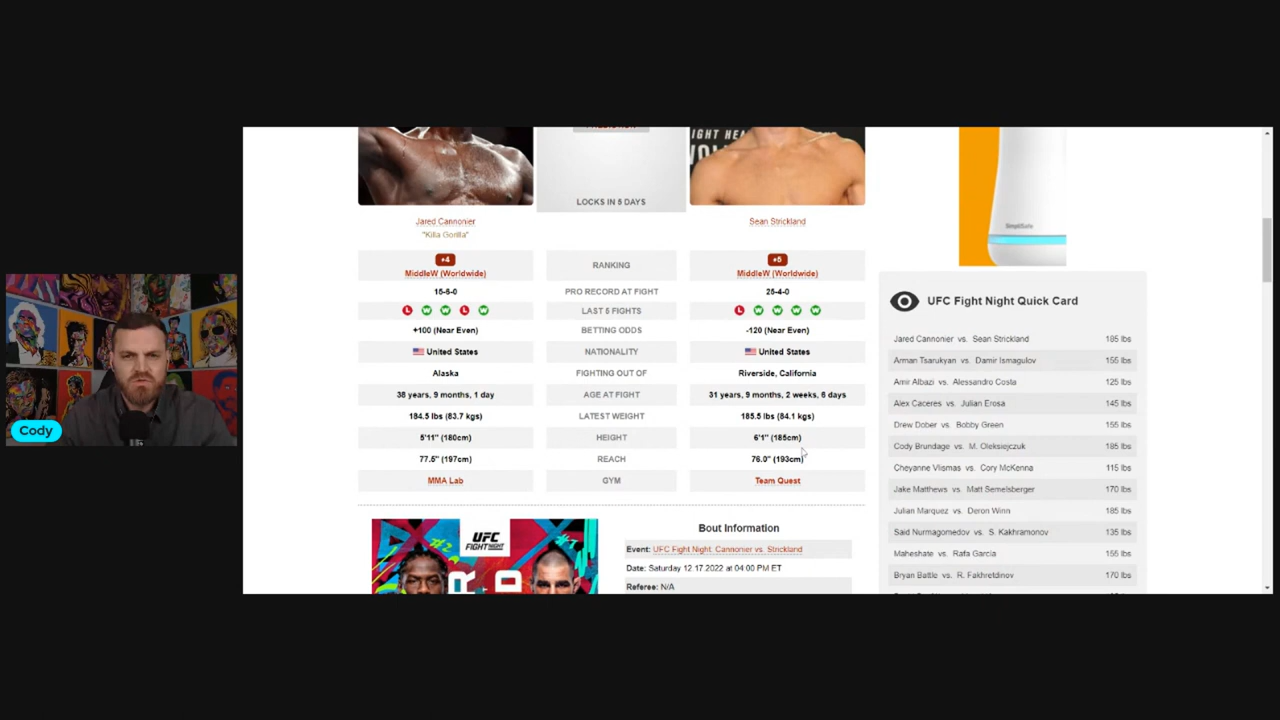 IGHT HEA
LOCKS IN 5 DAYS
Jared Cannonier
Sean Strickland
"Killa Gorilla"
SimpliSafe
#4
RANKING
#5
MiddleW (Worldwide)
MiddleW (Worldwide)
15-6-0
PRO RECORD AT FIGHT
25-4-0
L W W L W
LAST 5 FIGHTS
L W W W W
+100 (Near Even)
BETTING ODDS
-120 (Near Even)
United States
NATIONALITY
United States
Alaska
FIGHTING OUT OF
Riverside, California
38 years, 9 months, 1 day
AGE AT FIGHT
31 years, 9 months, 2 weeks, 6 days
184.5 lbs (83.7 kgs)
LATEST WEIGHT
185.5 lbs (84.1 kgs)
5'11" (180cm)
HEIGHT
6'1" (185cm)
77.5" (197cm)
REACH
76.0" (193cm)
MMA Lab
GYM
Team Quest
UFC Fight Night Quick Card
Jared Cannonier vs. Sean Strickland 185 lbs
Arman Tsarukyan vs. Damir Ismagulov 155 lbs
Amir Albazi vs. Alessandro Costa 125 lbs
Alex Caceres vs. Julian Erosa 145 lbs
Drew Dober vs. Bobby Green 155 lbs
Cody Brundage vs. M. Oleksiejczuk 185 lbs
Cheyanne Vlismas vs. Cory McKenna 115 lbs
Jake Matthews vs. Matt Semelsberger 170 lbs
Julian Marquez vs. Deron Winn 185 lbs
Said Nurmagomedov vs. S. Kakhramonov 135 lbs
Maheshate vs. Rafa Garcia 155 lbs
Bryan Battle vs. R. Fakhretdinov 170 lbs
UFC
FIGHT NIGHT
#2
Bout Information
Event: UFC Fight Night: Cannonier vs. Strickland
Date: Saturday 12.17.2022 at 04:00 PM ET
Referee: N/A
Cody